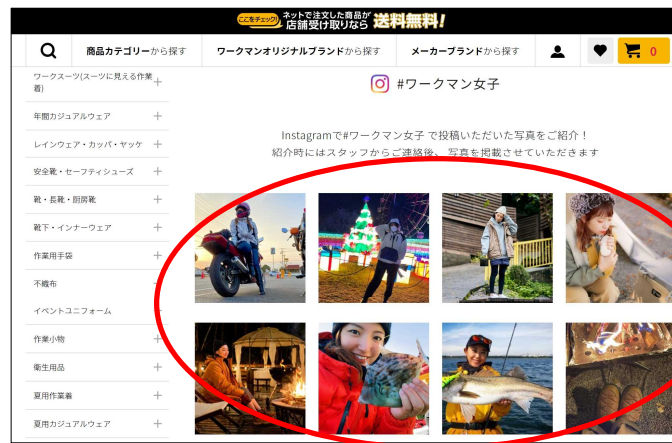 ここをチェック! ネットで注文した商品が店舗受け取りなら 送料無料!
商品カテゴリーから探す ワークマンオリジナルブランドから探す メーカーブランドから探す 0
ワークスーツ(スーツに見える作業
着)
年間カジュアルウェア
レインウェア・カッパ・ヤッケ
安全靴・セーフティシューズ
靴・長靴・厨房靴
靴下・インナーウェア
作業用手袋
不織布
イベントユニフォーム
作業小物
衛生用品
夏用作業着
夏用カジュアルウェア
#ワークマン女子
Instagramで#ワークマン女子 で投稿いただいた写真をご紹介！
紹介時にはスタッフからご連絡後、 写真を掲載させていただきます